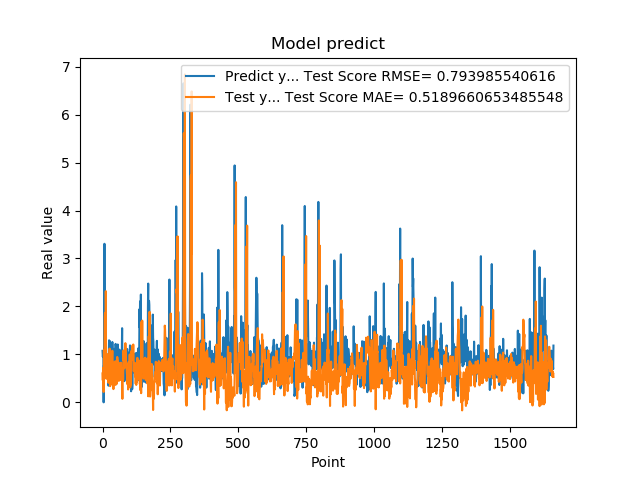 Model predict
Predict y... Test Score RMSE= 0.793985540616
Test y... Test Score MAE= 0.5189660653485548
Real value
7
6
5
4
3
2
1
0
0 250 500 750 1000 1250 1500
Point